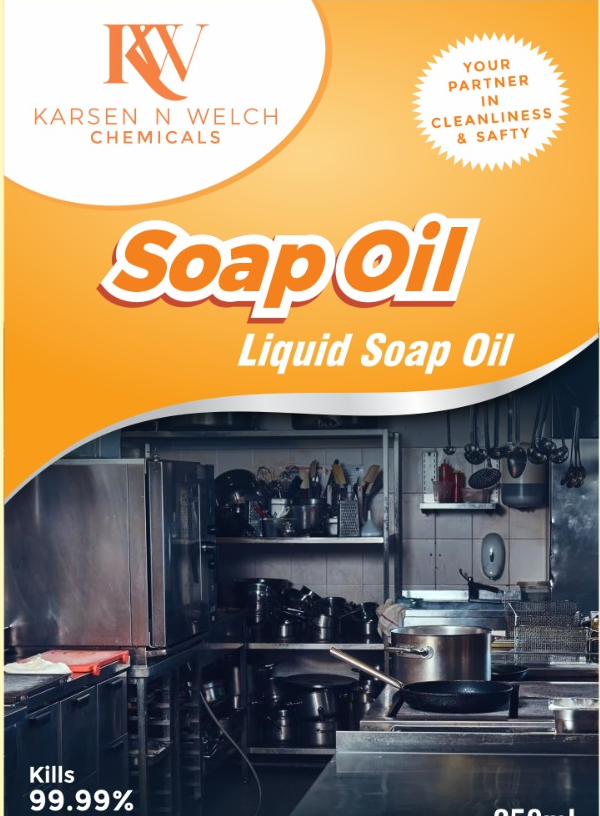 KW
KARSEN N WELCH
CHEMICALS
YOUR
PARTNER
IN
CLEANLINESS
& SAFTY
Soap Oil
Liquid Soap Oil
Kills
99.99%